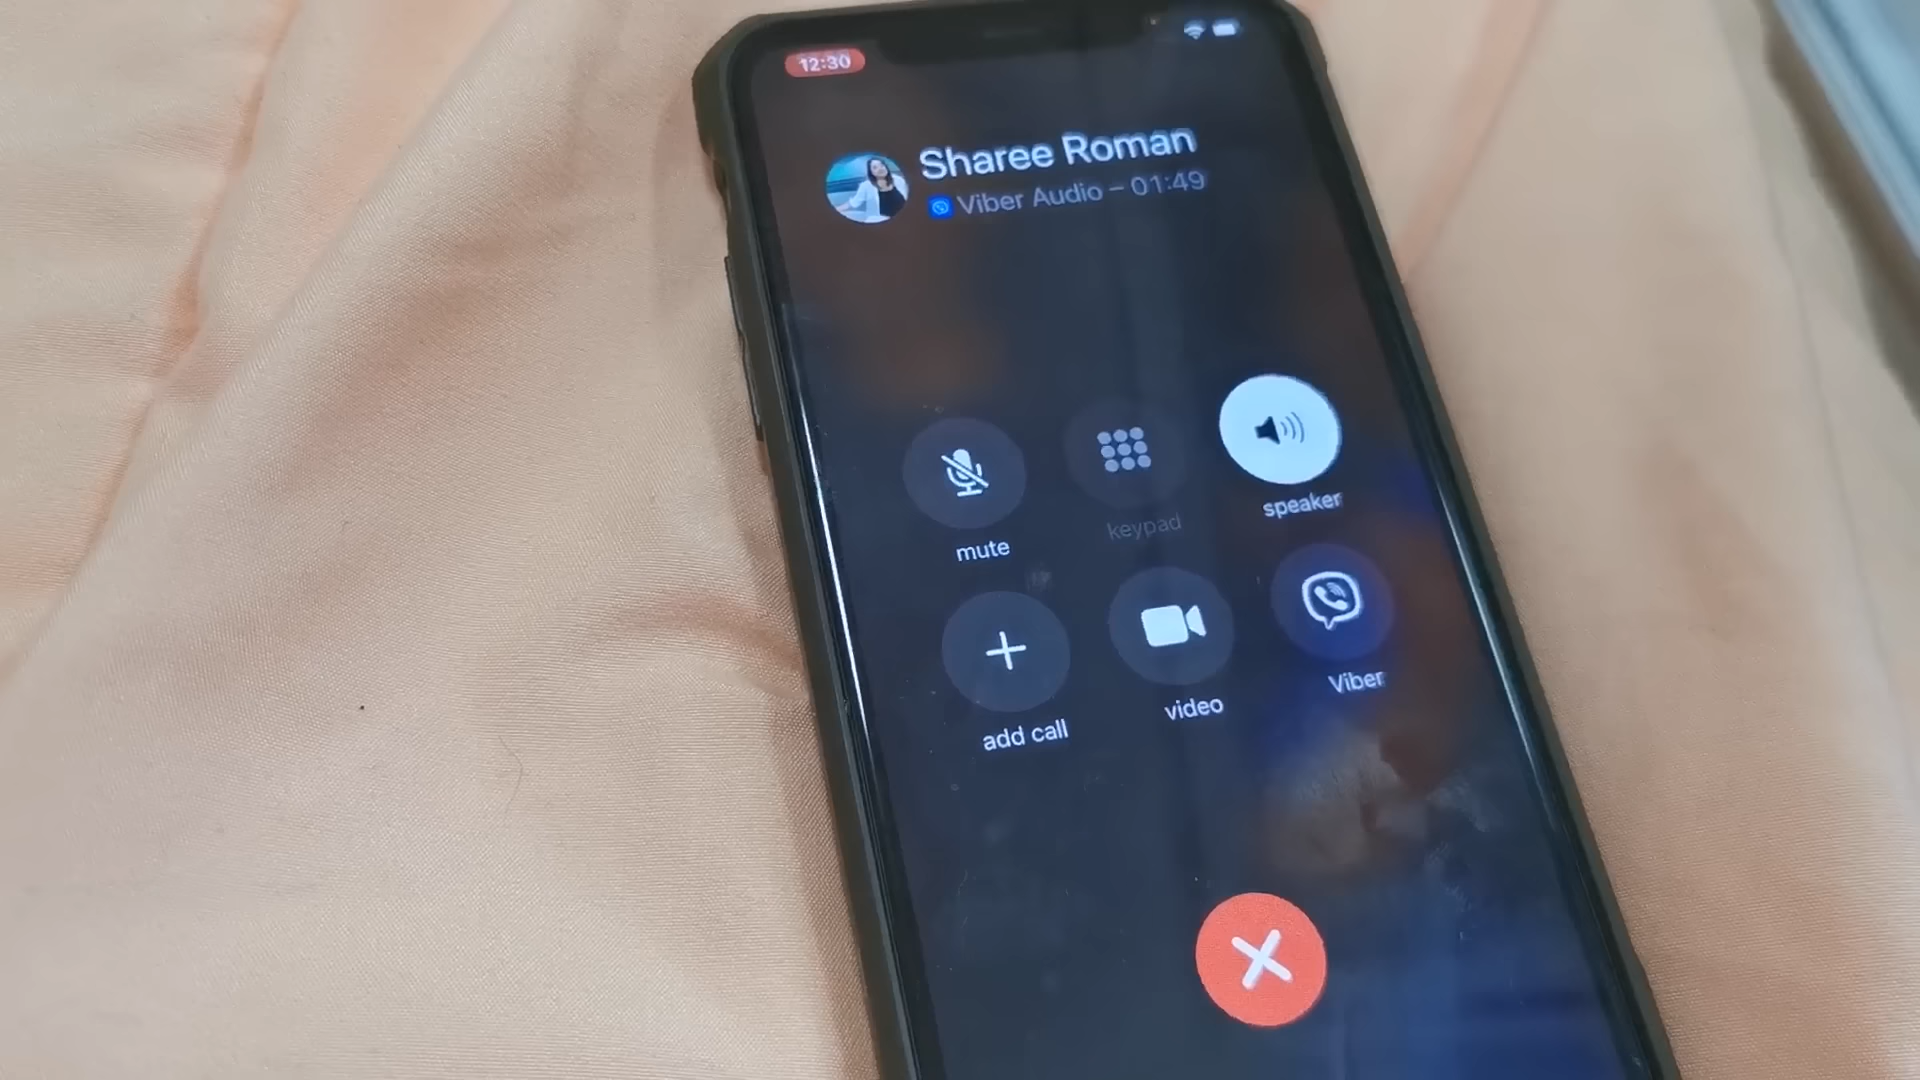 12:30
Sharee Roman
Viber Audio – 01:49
mute
keypad
speaker
add call
video
Viber